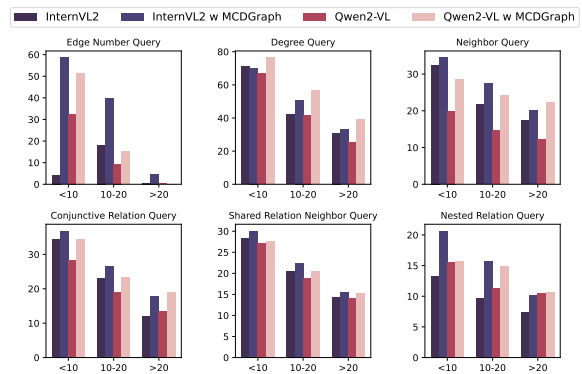 InternVL2 InternVL2 w MCDGraph Qwen2-VL Qwen2-VL w MCDGraph
Edge Number Query
60
50
40
30
20
10
0
<10 10-20 >20
Degree Query
80
60
40
20
0
<10 10-20 >20
Neighbor Query
30
20
10
0
<10 10-20 >20
Conjunctive Relation Query
30
20
10
0
<10 10-20 >20
Shared Relation Neighbor Query
30
25
20
15
10
5
0
<10 10-20 >20
Nested Relation Query
20
15
10
5
0
<10 10-20 >20